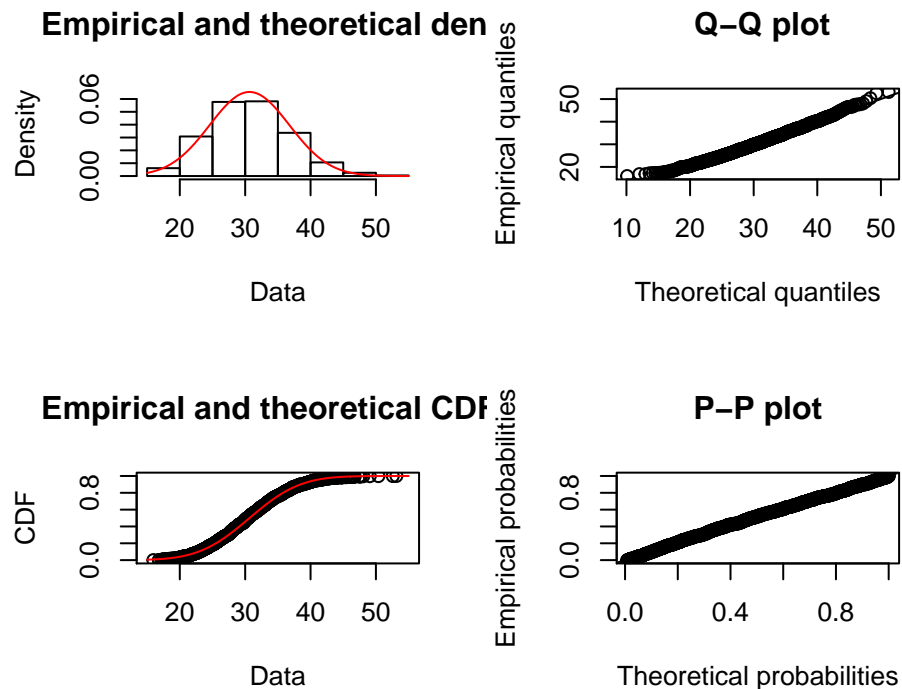 Empirical and theoretical den
Density
0.00
0.06
20 30 40 50
Data
Q−Q plot
Empirical quantiles
20
50
10 20 30 40 50
Theoretical quantiles
Empirical and theoretical CDF
CDF
0.0
0.8
20 30 40 50
Data
P−P plot
Empirical probabilities
0.0
0.8
0.0 0.4 0.8
Theoretical probabilities